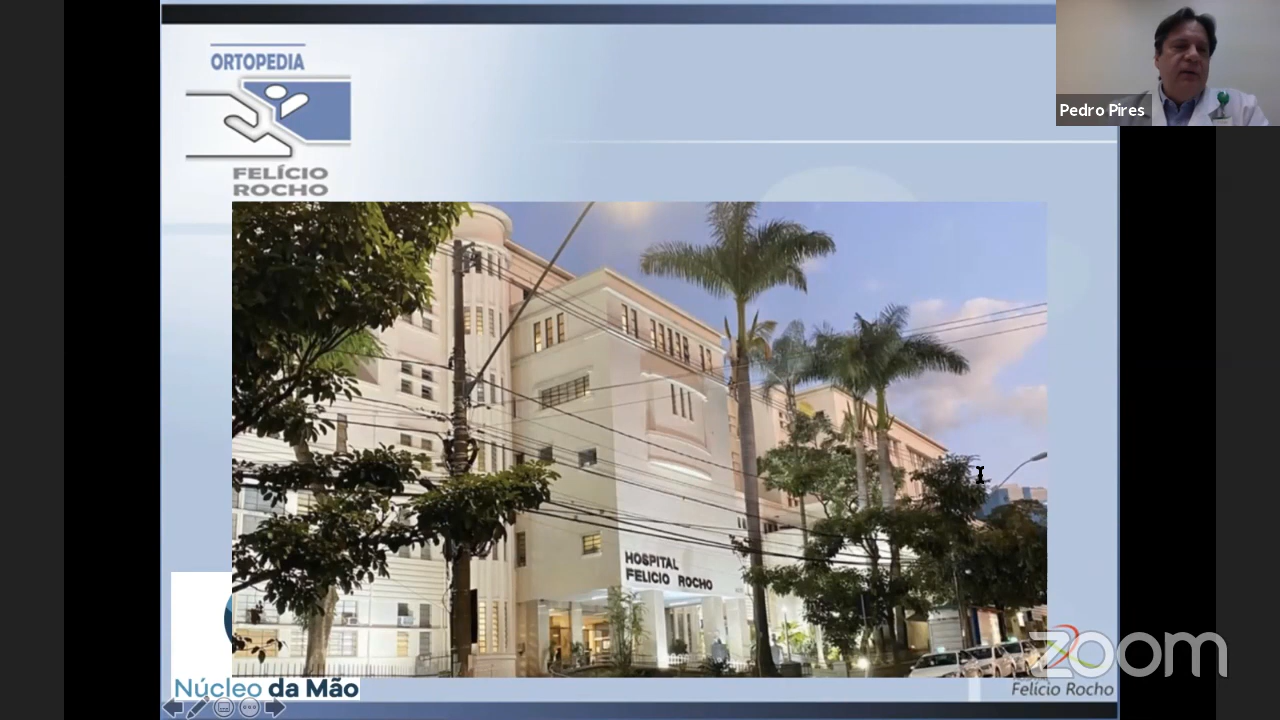 ORTOPEDIA
FELÍCIO
ROCHO
Pedro Pires
HOSPITAL
FELICIO ROCHO
Núcleo da Mão
zoom
Felício Rocho